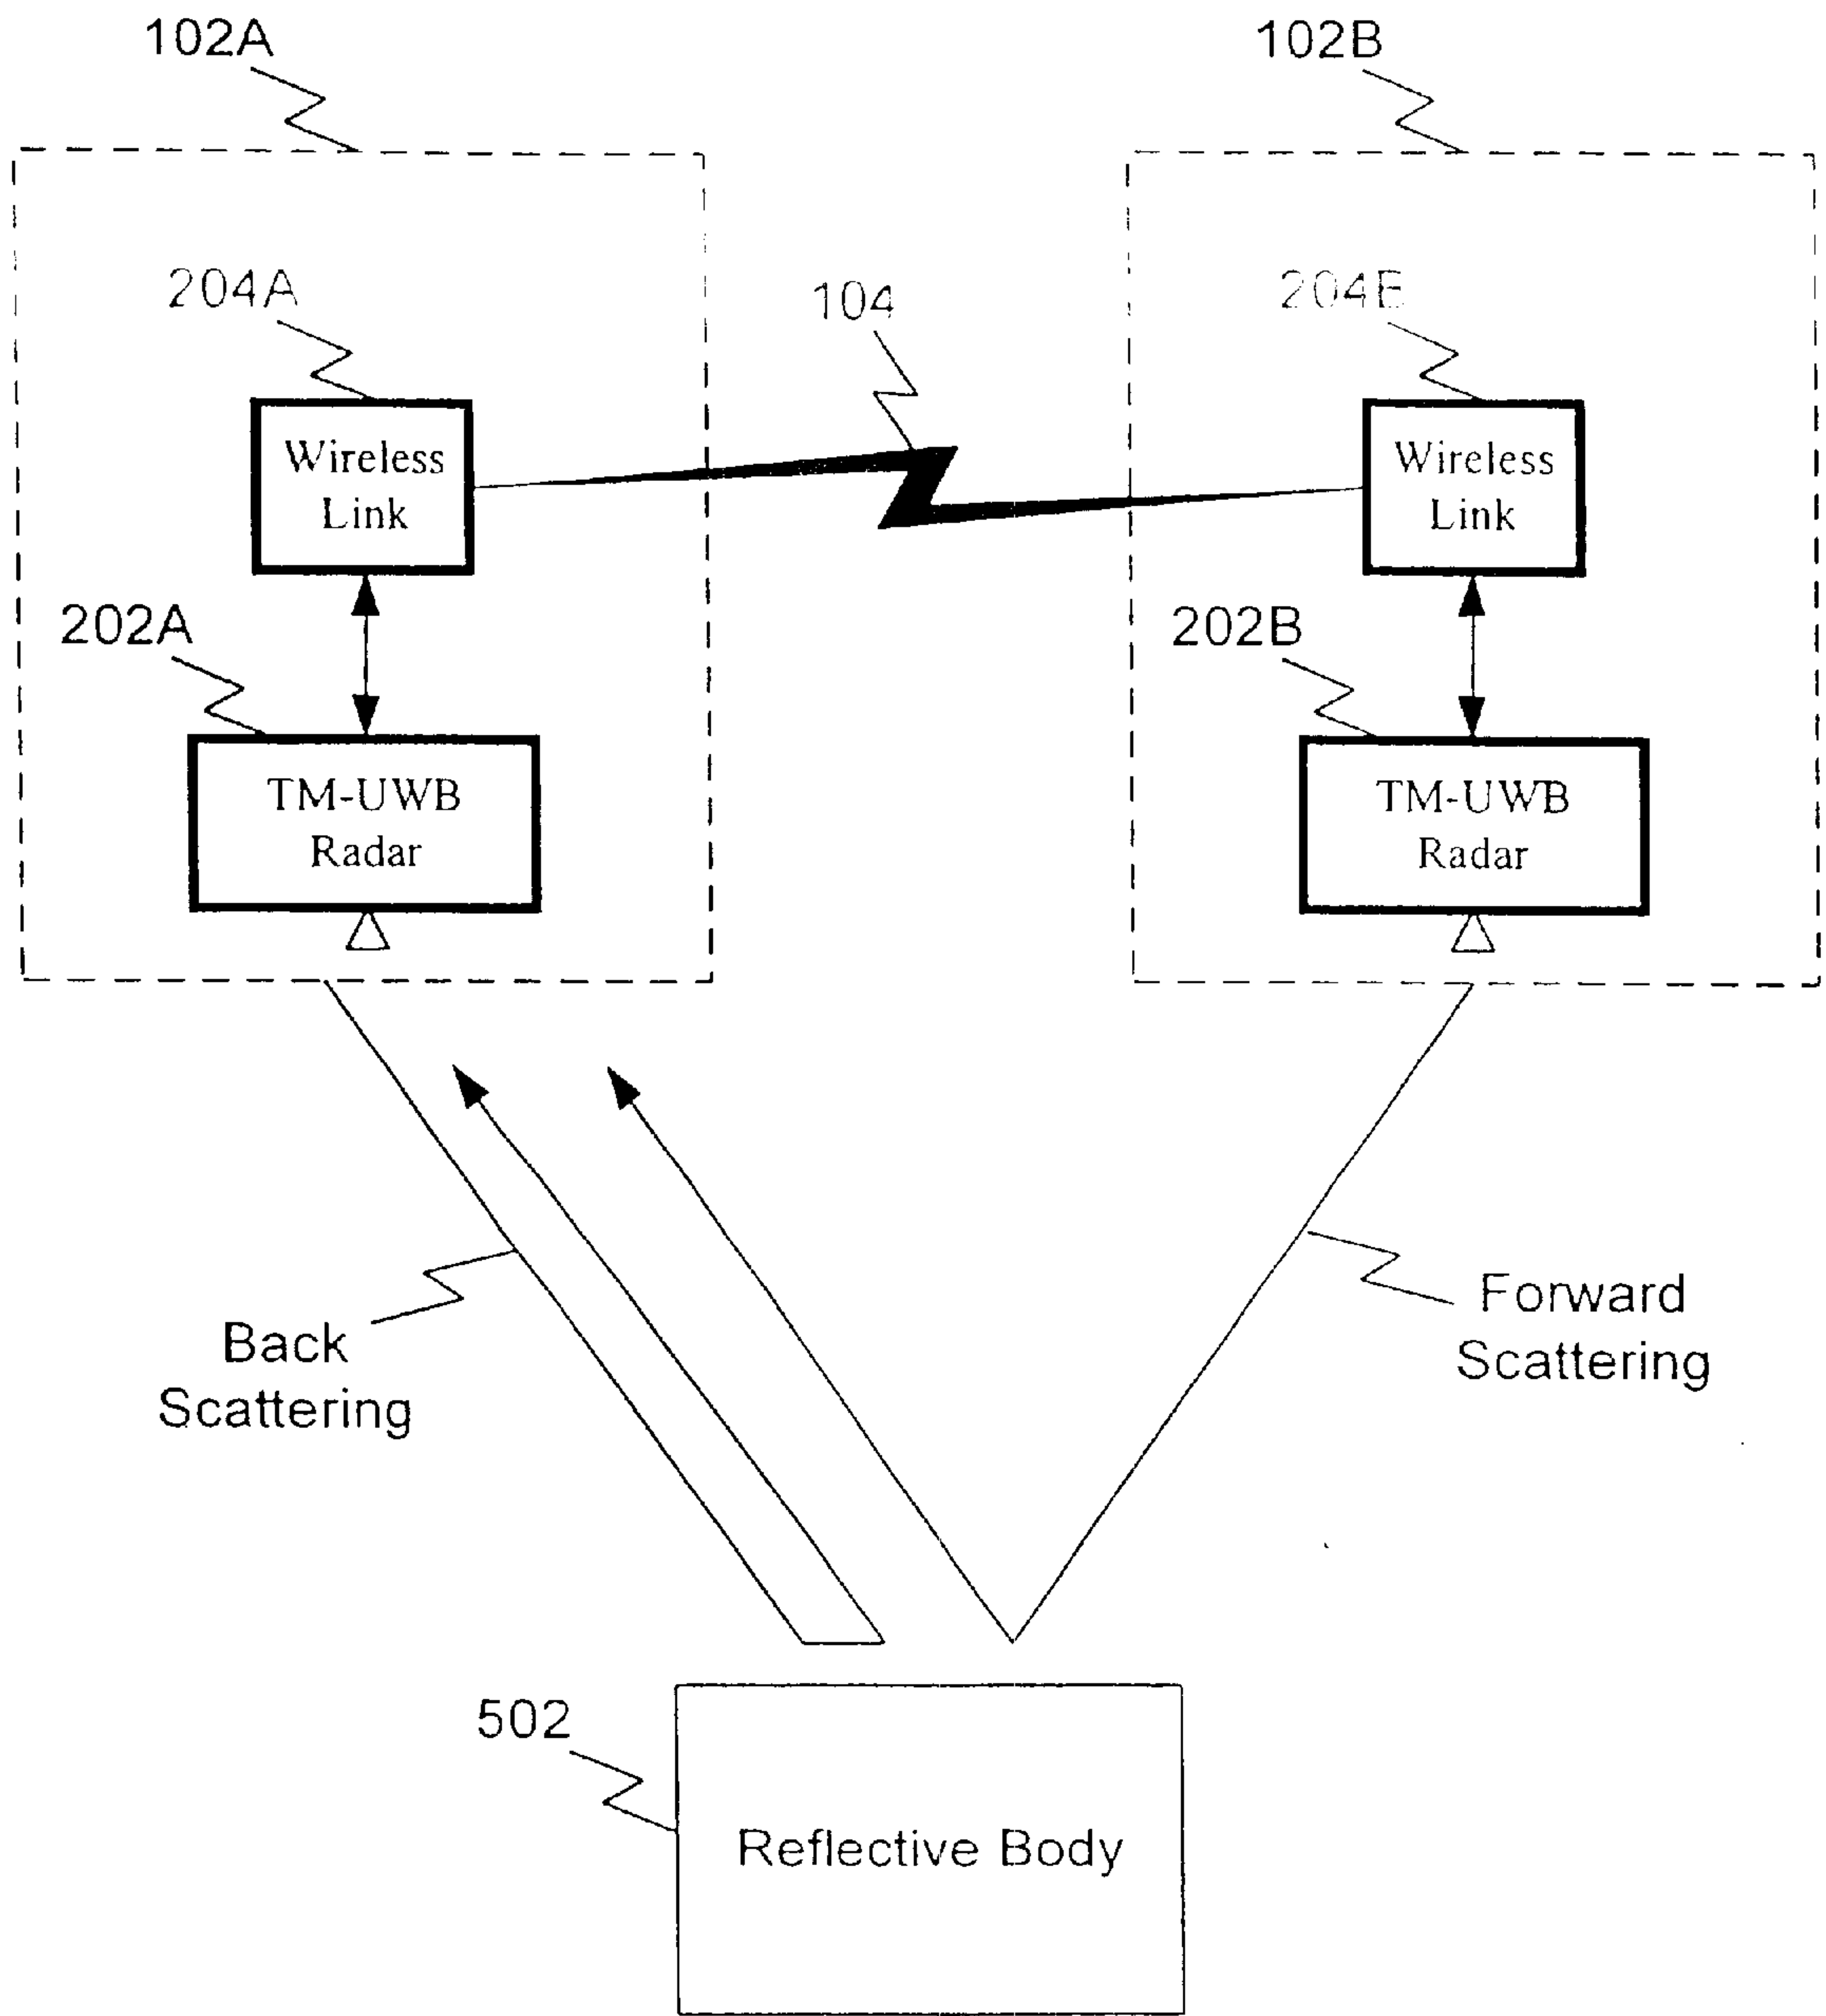 102A
102B
204A
104
204E
Wireless
Link
Wireless
Link
202A
202B
TM-UWB
Radar
TM-UWB
Radar
Back
Scattering
Forward
Scattering
502
Reflective Body